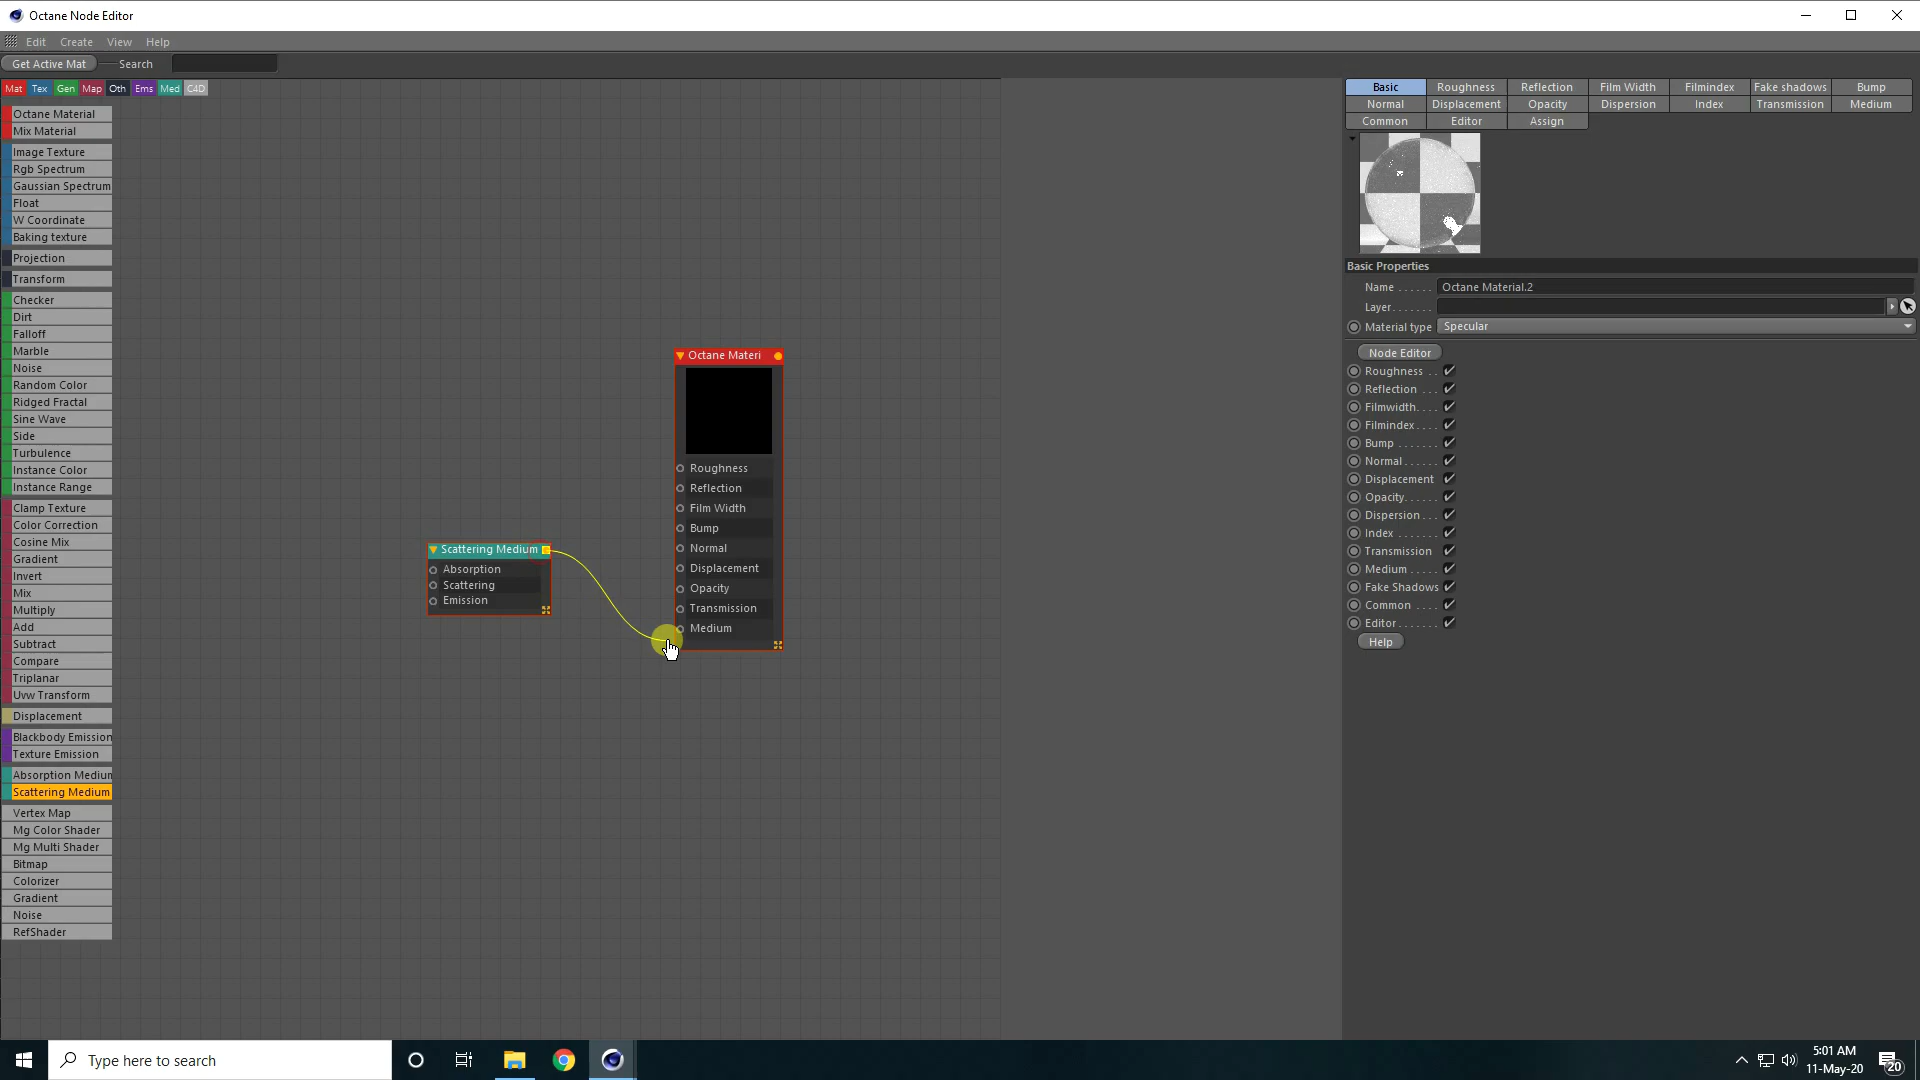 Octane Node Editor
Edit Create View Help
Get Active Mat Search
Mat Tex Gen Map Oth Ems Med C4D
Octane Material
Mix Material
Image Texture
Rgb Spectrum
Gaussian Spectrum
Float
W Coordinate
Baking texture
Projection
Transform
Checker
Dirt
Falloff
Marble
Noise
Random Color
Ridged Fractal
Sine Wave
Side
Turbulence
Instance Color
Instance Range
Clamp Texture
Color Correction
Cosine Mix
Gradient
Invert
Mix
Multiply
Add
Subtract
Compare
Triplanar
Uvw Transform
Displacement
Blackbody Emission
Texture Emission
Absorption Medium
Scattering Medium
Vertex Map
Mg Color Shader
Mg Multi Shader
Bitmap
Colorizer
Gradient
Noise
RefShader
Scattering Medium
Absorption
Scattering
Emission
Octane Materi
Roughness
Reflection
Film Width
Bump
Normal
Displacement
Opacity
Transmission
Medium
Basic Roughness Reflection Film Width Filmindex Fake shadows Bump
Normal Displacement Opacity Dispersion Index Transmission Medium
Common Editor Assign
Basic Properties
Name . . . . . . Octane Material.2
Layer. . . . . . .
Material type Specular
Node Editor
Roughness . .
Reflection . . .
Filmwidth. . . .
Filmindex. . . .
Bump . . . . . . .
Normal. . . . . .
Displacement
Opacity. . . . . .
Dispersion . . .
Index . . . . . . .
Transmission
Medium. . . . .
Fake Shadows
Common . . . .
Editor. . . . . . .
Help
Type here to search
5:01 AM
11-May-20
20